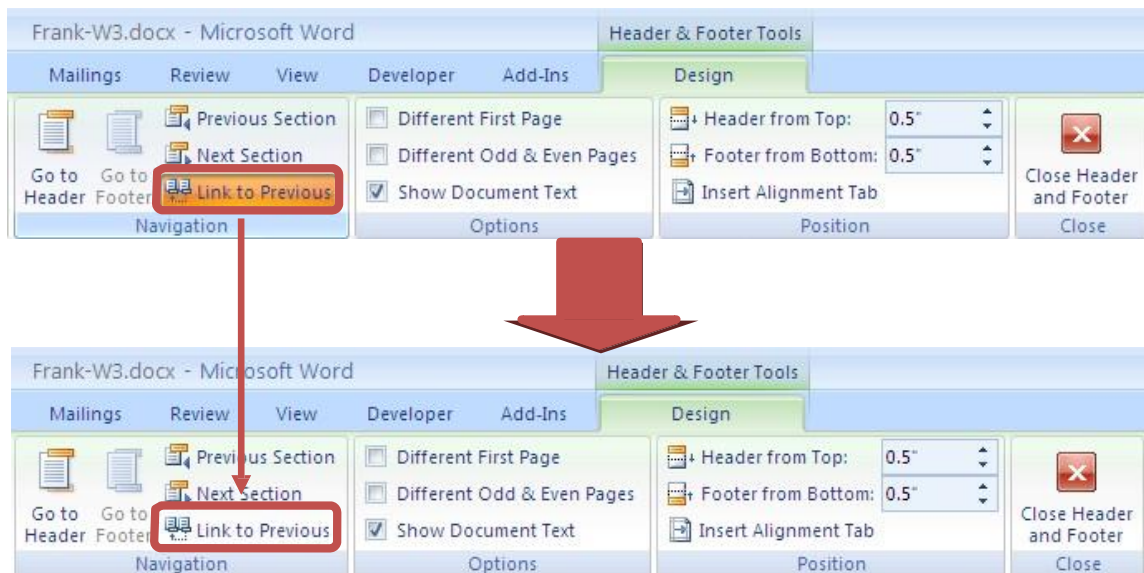 Frank-W3.docx - Microsoft Word Header & Footer Tools
Mailings Review View Developer Add-Ins Design
Go to Header
Go to Footer
Previous Section
Next Section
Link to Previous
Navigation
Different First Page
Different Odd & Even Pages
Show Document Text
Options
Header from Top: 0.5"
Footer from Bottom: 0.5"
Insert Alignment Tab
Position
Close Header
and Footer
Close
Frank-W3.docx - Microsoft Word Header & Footer Tools
Mailings Review View Developer Add-Ins Design
Go to Header
Go to Footer
Previous Section
Next Section
Link to Previous
Navigation
Different First Page
Different Odd & Even Pages
Show Document Text
Options
Header from Top: 0.5"
Footer from Bottom: 0.5"
Insert Alignment Tab
Position
Close Header
and Footer
Close